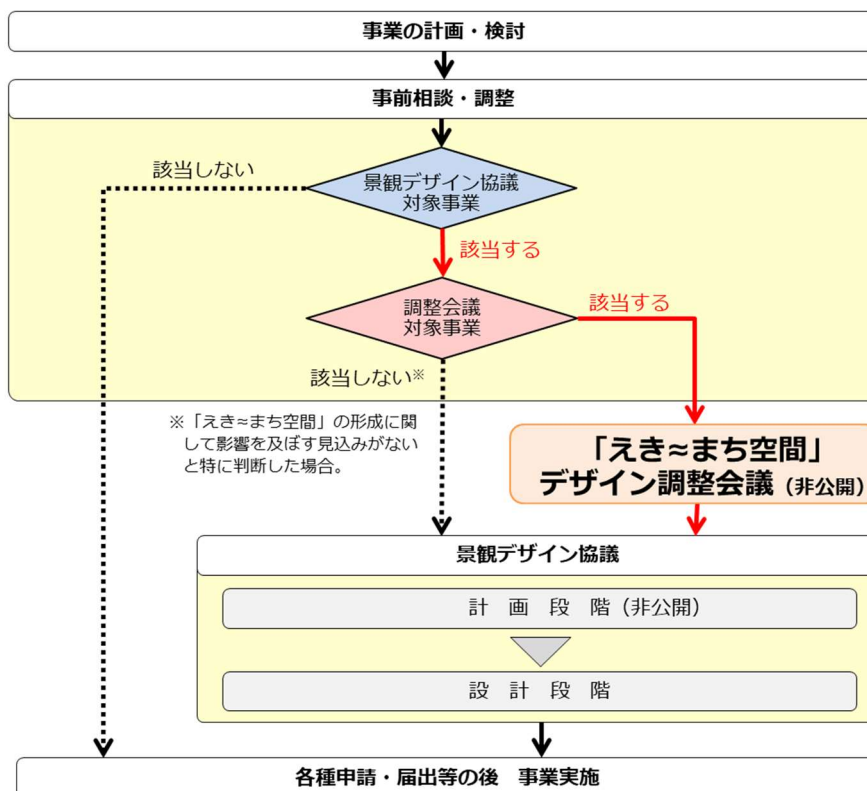 事業の計画・検討
事前相談・調整
該当しない
景観デザイン協議
対象事業
該当する
調整会議
対象事業
該当する
該当しない※
※「えき≈まち空間」の形成に関
して影響を及ぼす見込みがない
と特に判断した場合。
「えき≈まち空間」
デザイン調整会議（非公開）
景観デザイン協議
計 画 段 階（非公開）
設 計 段 階
各種申請・届出等の後 事業実施